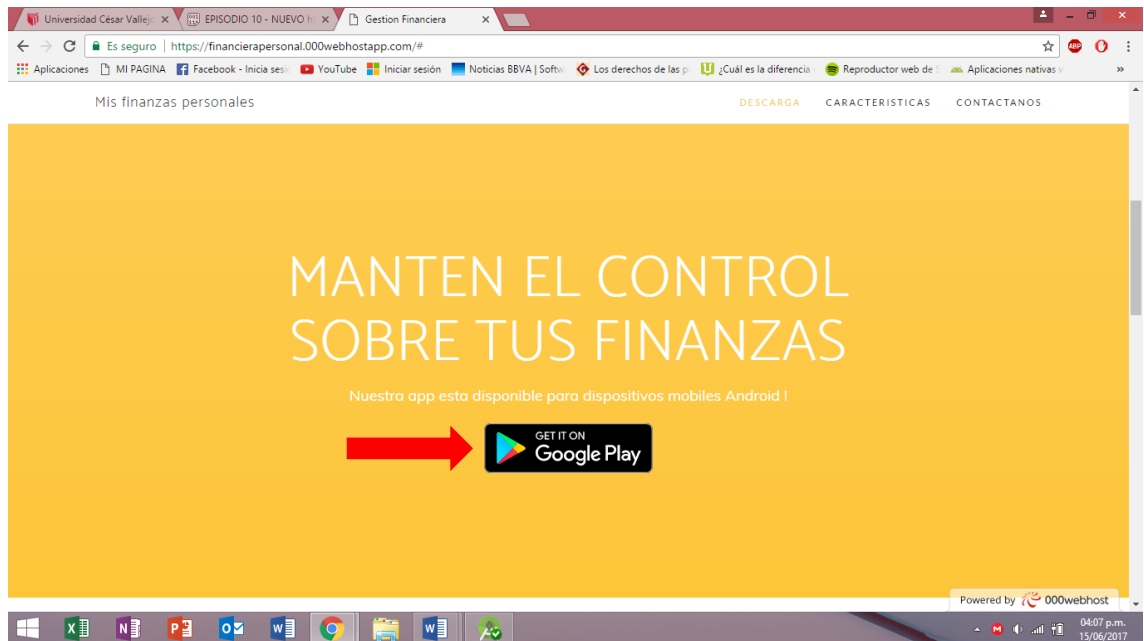 Universidad César Vallejo
EPISODIO 10 - NUEVO h
Gestion Financiera
Es seguro | https://financierapersonal.000webhostapp.com/#
ABP
Aplicaciones
MI PAGINA
Facebook - Inicia sesi
YouTube
Iniciar sesión
Noticias BBVA | Softw
Los derechos de las p
¿Cuál es la diferencia
Reproductor web de S
Aplicaciones nativas v
»
Mis finanzas personales
DESCARGA
CARACTERISTICAS
CONTACTANOS
MANTEN EL CONTROL
SOBRE TUS FINANZAS
Nuestra app esta disponible para dispositivos mobiles Android !
GET IT ON
Google Play
Powered by 000webhost
04:07 p.m.
15/06/2017